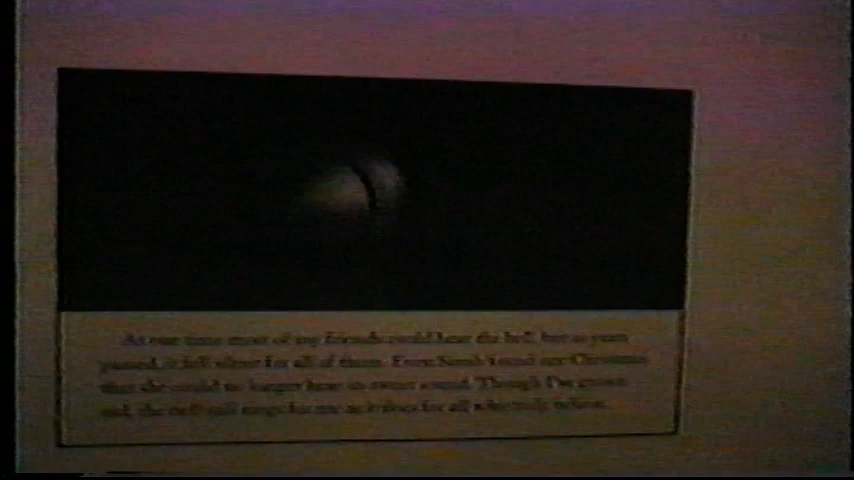 At one time most of my friends could hear the bell, but as years
passed, it fell silent for all of them. Even Sarah found one Christmas
that she could no longer hear its sweet sound. Though I've grown
old, the bell still rings for me as it does for all who truly believe.